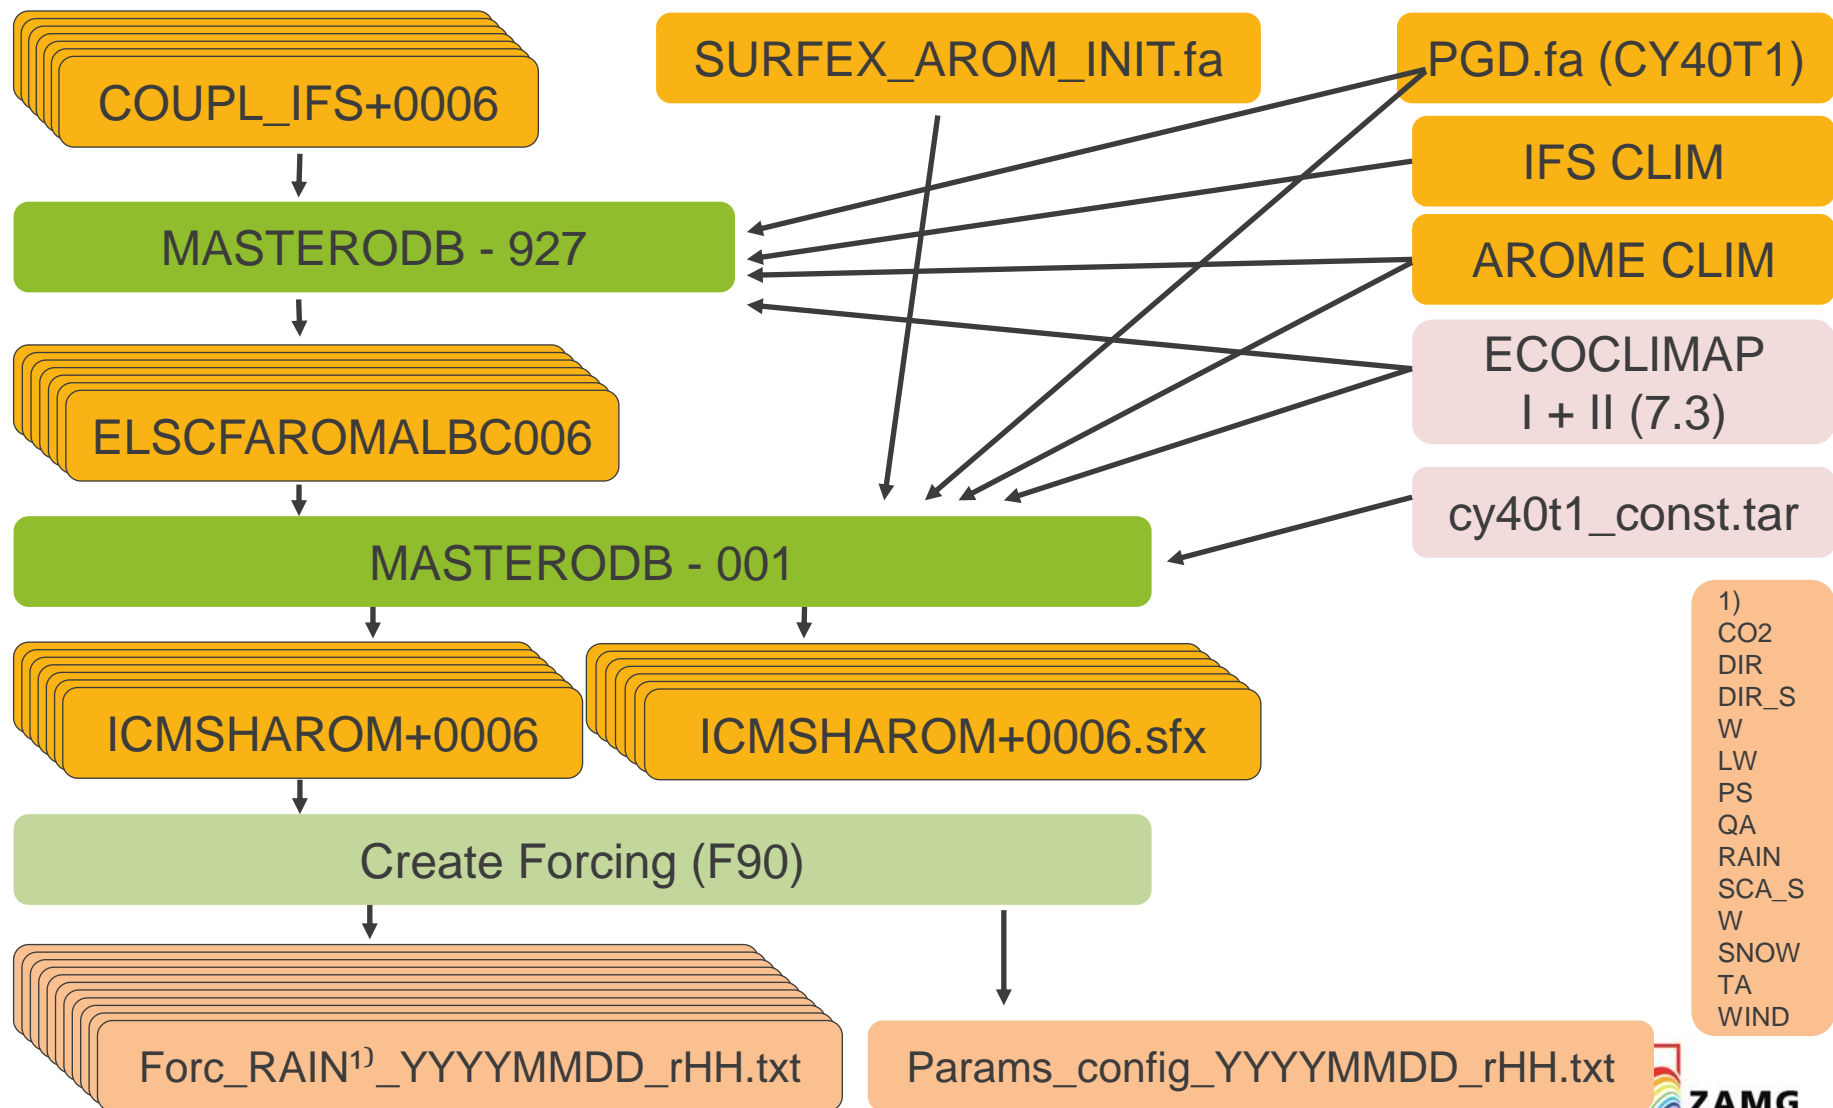 COUPL_IFS+0006
SURFEX_AROM_INIT.fa
PGD.fa (CY40T1)
IFS CLIM
MASTERODB - 927
AROME CLIM
ECOCLIMAP
I + II (7.3)
ELSCFAROMALBC006
cy40t1_const.tar
MASTERODB - 001
ICMSHAROM+0006
ICMSHAROM+0006.sfx
Create Forcing (F90)
1)
CO2
DIR
DIR_S
W
LW
PS
QA
RAIN
SCA_S
W
SNOW
TA
WIND
Forc_RAIN¹⁾_YYYYMMDD_rHH.txt
Params_config_YYYYMMDD_rHH.txt
ZAMG